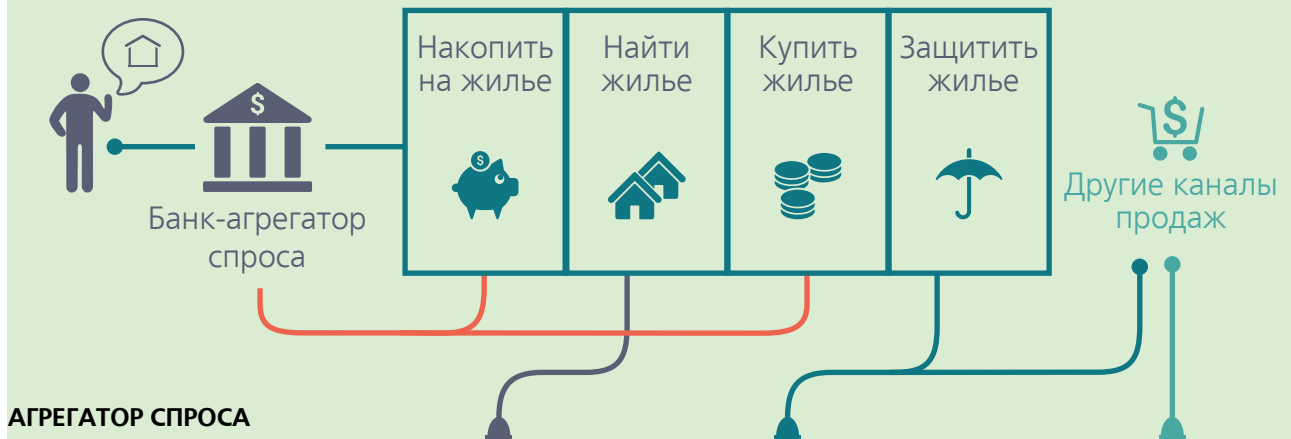 Накопить
на жилье
Найти
жилье
Купить
жилье
Защитить
жилье
$
$
$
Банк-агрегатор
спроса
Другие каналы
продаж
АГРЕГАТОР СПРОСА